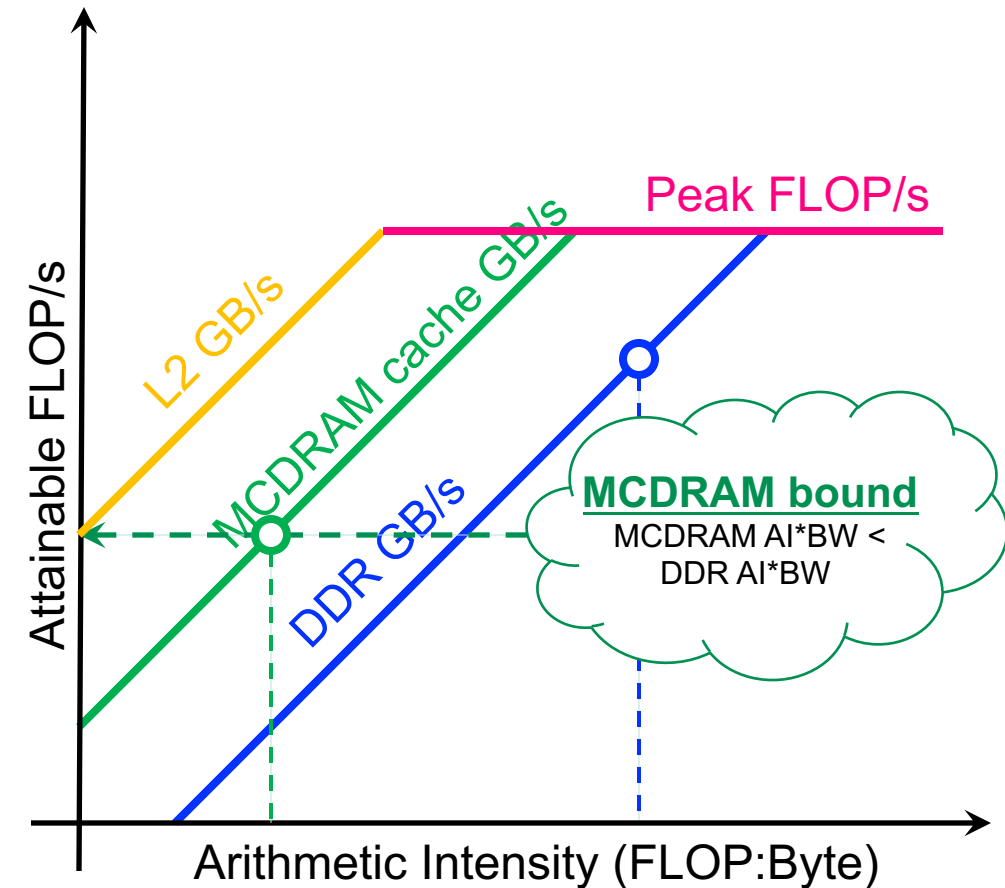 Peak FLOP/s
L2 GB/s
MCDRAM cache GB/s
DDR GB/s
MCDRAM bound
MCDRAM AI*BW <
DDR AI*BW
Attainable FLOP/s
Arithmetic Intensity (FLOP:Byte)